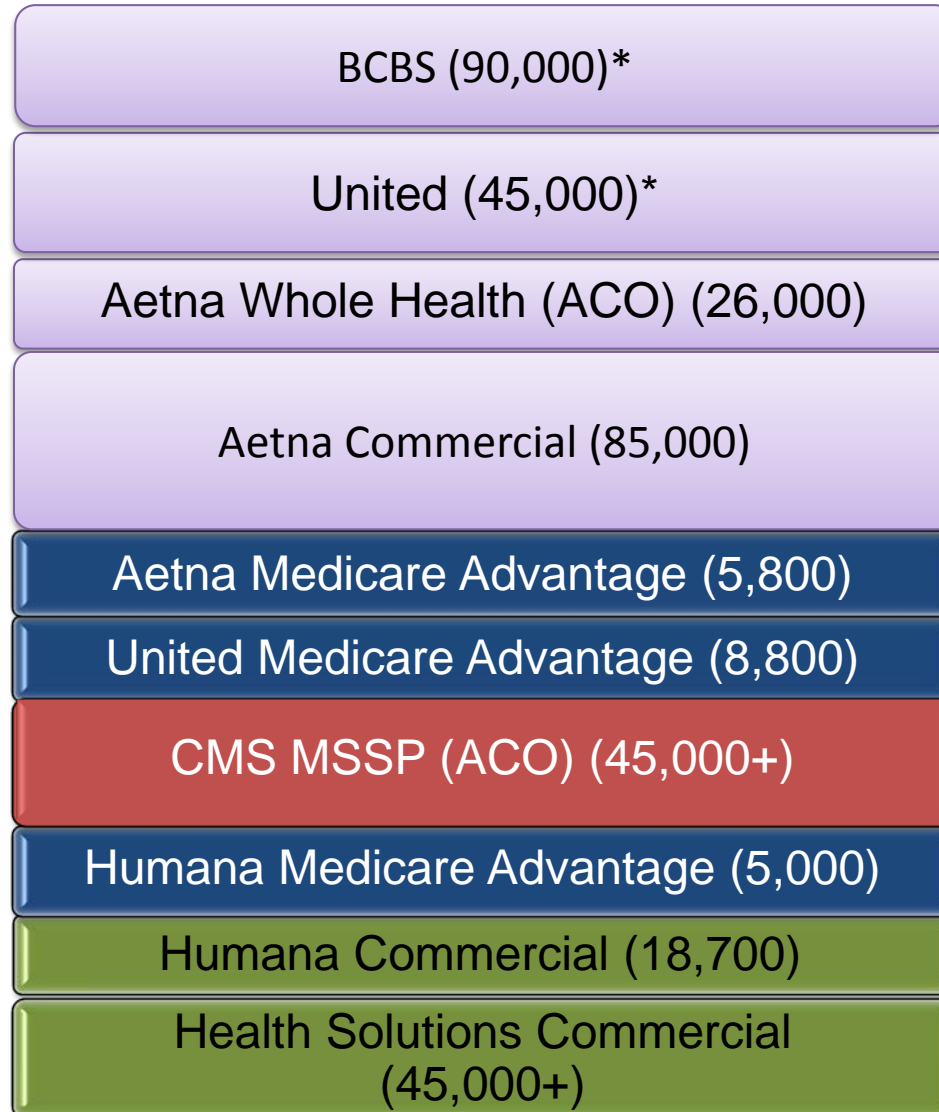 BCBS (90,000)*
United (45,000)*
Aetna Whole Health (ACO) (26,000)
Aetna Commercial (85,000)
Aetna Medicare Advantage (5,800)
United Medicare Advantage (8,800)
CMS MSSP (ACO) (45,000+)
Humana Medicare Advantage (5,000)
Humana Commercial (18,700)
Health Solutions Commercial
(45,000+)